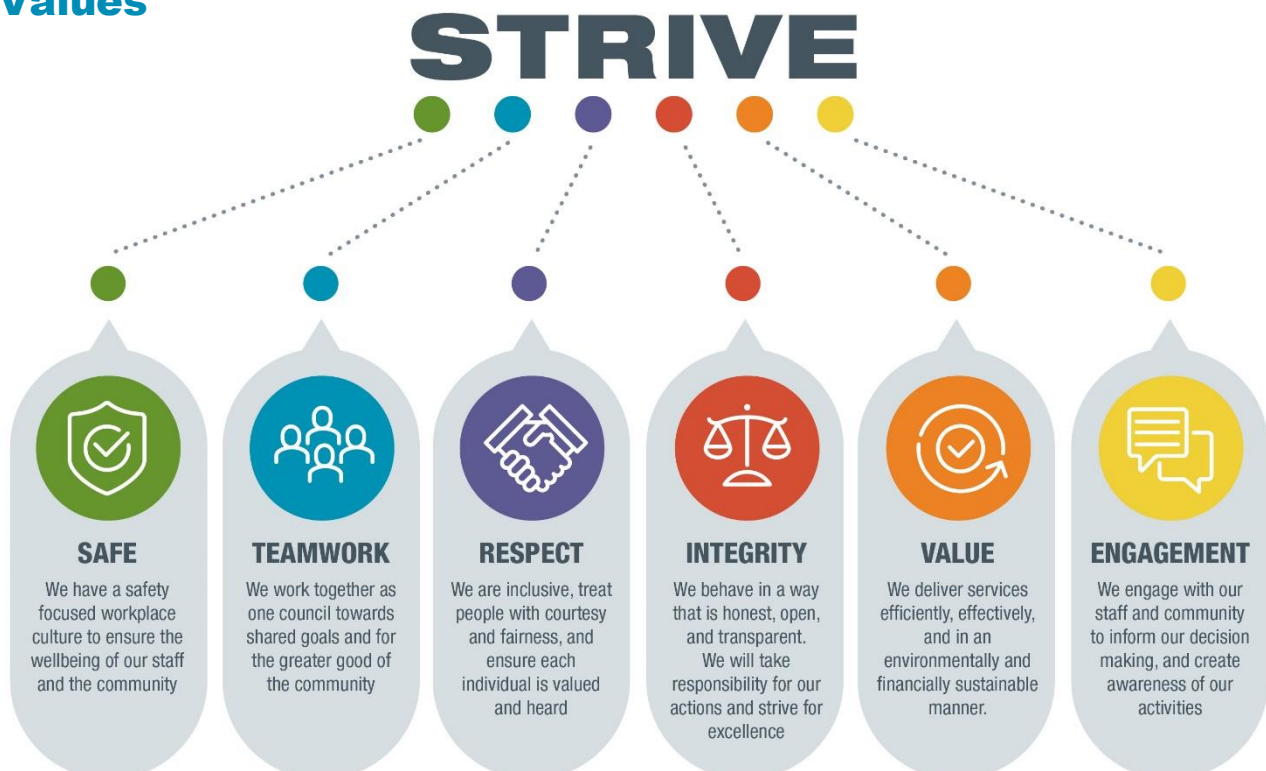 Values
STRIVE
SAFE
We have a safety
focused workplace
culture to ensure the
wellbeing of our staff
and the community
TEAMWORK
We work together as
one council towards
shared goals and for
the greater good of
the community
RESPECT
We are inclusive, treat
people with courtesy
and fairness, and
ensure each
individual is valued
and heard
INTEGRITY
We behave in a way
that is honest, open,
and transparent.
We will take
responsibility for our
actions and strive for
excellence
VALUE
We deliver services
efficiently, effectively,
and in an
environmentally and
financially sustainable
manner.
ENGAGEMENT
We engage with our
staff and community
to inform our decision
making, and create
awareness of our
activities